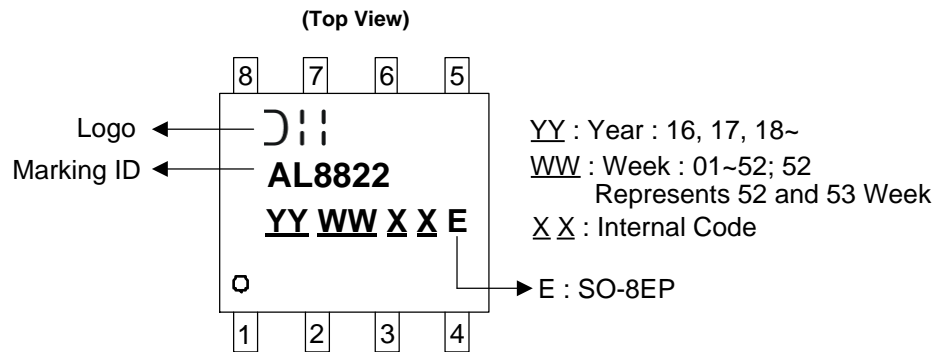 (Top View)
8 7 6 5
Logo
Marking ID
AL8822
YY WW X X E
YY : Year : 16, 17, 18~
WW : Week : 01~52; 52
Represents 52 and 53 Week
X X : Internal Code
E : SO-8EP
1 2 3 4